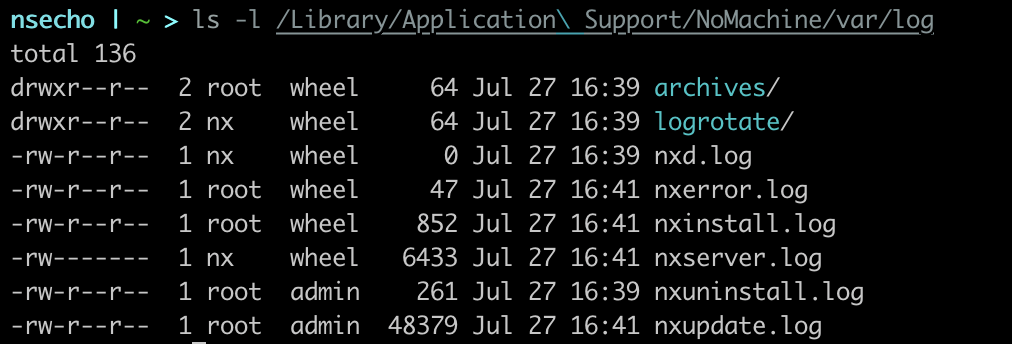 nsecho | ~ > ls -l /Library/Application\ Support/NoMachine/var/log
total 136
drwxr--r--  2 root  wheel     64 Jul 27 16:39 archives/
drwxr--r--  2 nx    wheel     64 Jul 27 16:39 logrotate/
-rw-r--r--  1 nx    wheel      0 Jul 27 16:39 nxd.log
-rw-r--r--  1 root  wheel     47 Jul 27 16:41 nxerror.log
-rw-r--r--  1 root  wheel    852 Jul 27 16:41 nxinstall.log
-rw-------  1 nx    wheel   6433 Jul 27 16:41 nxserver.log
-rw-r--r--  1 root  admin    261 Jul 27 16:39 nxuninstall.log
-rw-r--r--  1 root  admin  48379 Jul 27 16:41 nxupdate.log